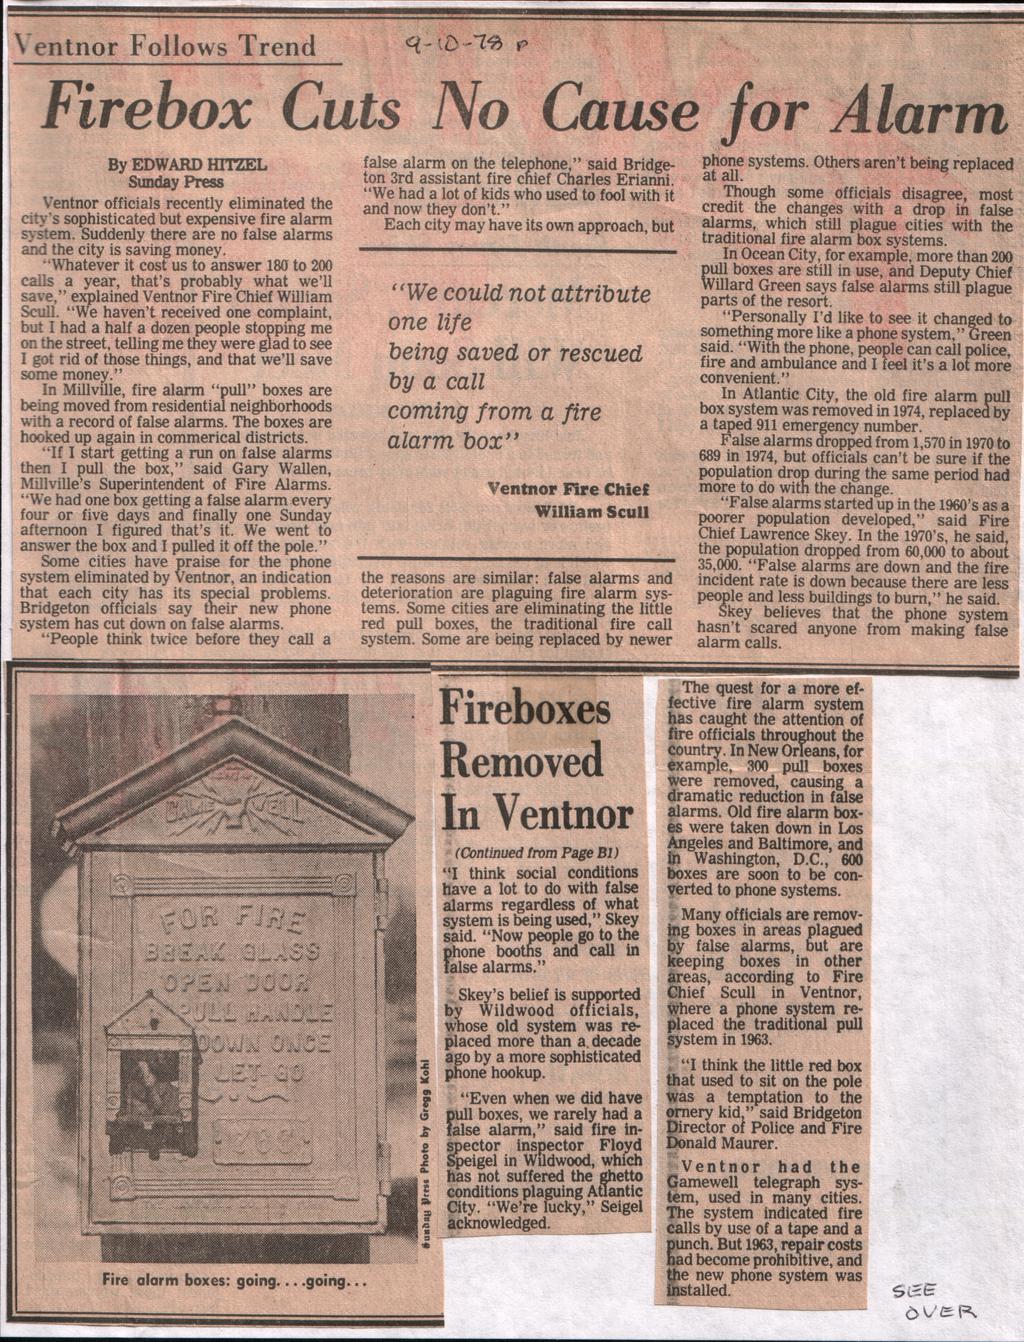 Ventnor Follows Trend
9-10-78 P
Firebox Cuts No Cause for Alarm
By EDWARD HITZEL
Sunday Press
Ventnor officials recently eliminated the
city's sophisticated but expensive fire alarm
system. Suddenly there are no false alarms
and the city is saving money.
"Whatever it cost us to answer 180 to 200
calls a year, that's probably what we'll
save," explained Ventnor Fire Chief William
Scull. "We haven't received one complaint,
but I had a half a dozen people stopping me
on the street, telling me they were glad to see
I got rid of those things, and that we'll save
some money."
In Millville, fire alarm "pull" boxes are
being moved from residential neighborhoods
with a record of false alarms. The boxes are
hooked up again in commerical districts.
"If I start getting a run on false alarms
then I pull the box," said Gary Wallen,
Millville's Superintendent of Fire Alarms.
"We had one box getting a false alarm every
four or five days and finally one Sunday
afternoon I figured that's it. We went to
answer the box and I pulled it off the pole."
Some cities have praise for the phone
system eliminated by Ventnor, an indication
that each city has its special problems.
Bridgeton officials say their new phone
system has cut down on false alarms.
"People think twice before they call a
false alarm on the telephone," said Bridge-
ton 3rd assistant fire chief Charles Erianni.
"We had a lot of kids who used to fool with it
and now they don't."
Each city may have its own approach, but
"We could not attribute
one life
being saved or rescued
by a call
coming from a fire
alarm box"
Ventnor Fire Chief
William Scull
the reasons are similar: false alarms and
deterioration are plaguing fire alarm sys-
tems. Some cities are eliminating the little
red pull boxes, the traditional fire call
system. Some are being replaced by newer
phone systems. Others aren't being replaced
at all.
Though some officials disagree, most
credit the changes with a drop in false
alarms, which still plague cities with the
traditional fire alarm box systems.
In Ocean City, for example, more than 200
pull boxes are still in use, and Deputy Chief
Willard Green says false alarms still plague
parts of the resort.
"Personally I'd like to see it changed to
something more like a phone system," Green
said. "With the phone, people can call police,
fire and ambulance and I feel it's a lot more
convenient."
In Atlantic City, the old fire alarm pull
box system was removed in 1974, replaced by
a taped 911 emergency number.
False alarms dropped from 1,570 in 1970 to
689 in 1974, but officials can't be sure if the
population drop during the same period had
more to do with the change.
"False alarms started up in the 1960's as a
poorer population developed," said Fire
Chief Lawrence Skey. In the 1970's, he said,
the population dropped from 60,000 to about
35,000. "False alarms are down and the fire
incident rate is down because there are less
people and less buildings to burn," he said.
Skey believes that the phone system
hasn't scared anyone from making false
alarm calls.
GAMEWELL
FOR FIRE
BREAK GLASS
OPEN DOOR
PULL HANDLE
DOWN ONCE
LET GO
Sunday Press Photo by Gregg Kohl
Fire alarm boxes: going. . . .going. . .
Fireboxes
Removed
In Ventnor
(Continued from Page B1)
"I think social conditions
have a lot to do with false
alarms regardless of what
system is being used," Skey
said. "Now people go to the
phone booths and call in
false alarms."
Skey's belief is supported
by Wildwood officials,
whose old system was re-
placed more than a decade
ago by a more sophisticated
phone hookup.
"Even when we did have
pull boxes, we rarely had a
false alarm," said fire in-
spector inspector Floyd
Speigel in Wildwood, which
has not suffered the ghetto
conditions plaguing Atlantic
City. "We're lucky," Seigel
acknowledged.
The quest for a more ef-
fective fire alarm system
has caught the attention of
fire officials throughout the
country. In New Orleans, for
example, 300 pull boxes
were removed, causing a
dramatic reduction in false
alarms. Old fire alarm box-
es were taken down in Los
Angeles and Baltimore, and
in Washington, D.C., 600
boxes are soon to be con-
verted to phone systems.
Many officials are remov-
ing boxes in areas plagued
by false alarms, but are
keeping boxes in other
areas, according to Fire
Chief Scull in Ventnor,
where a phone system re-
placed the traditional pull
system in 1963.
"I think the little red box
that used to sit on the pole
was a temptation to the
ornery kid," said Bridgeton
Director of Police and Fire
Donald Maurer.
Ventnor had the
Gamewell telegraph sys-
tem, used in many cities.
The system indicated fire
calls by use of a tape and a
punch. But 1963, repair costs
had become prohibitive, and
the new phone system was
installed.
SEE
OVER